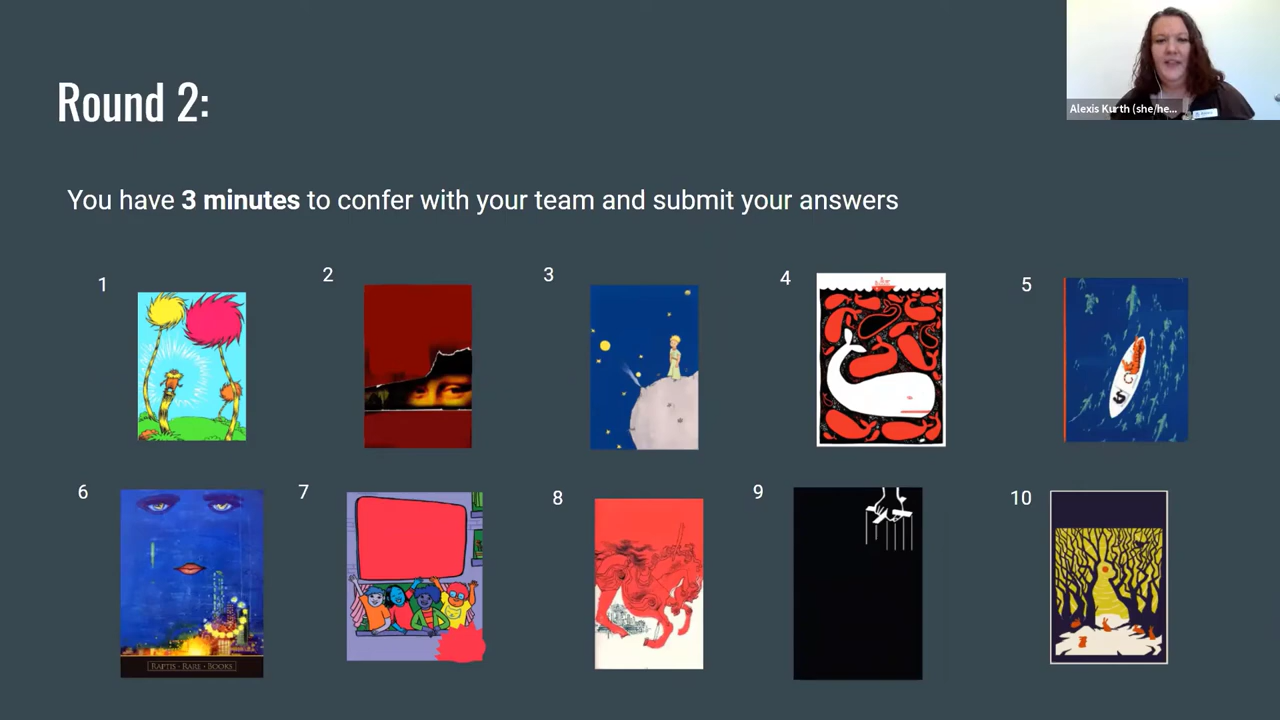 Alexis Kurth (she/he...
Round 2:
You have 3 minutes to confer with your team and submit your answers
1
2
3
4
5
6
7
8
9
10
RAPTIS · RARE · BOOKS